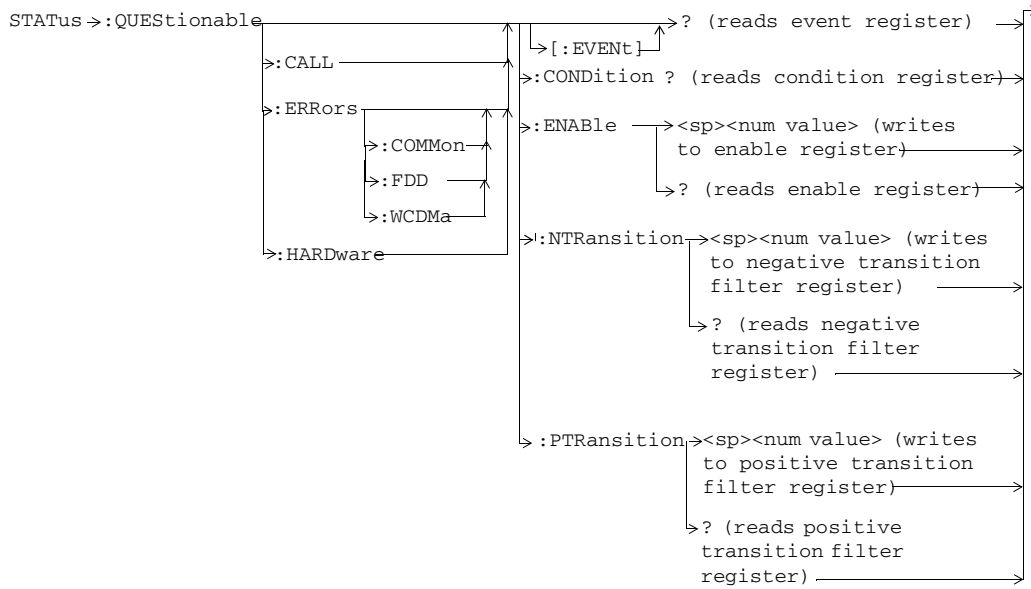 STATus :QUEStionable ? (reads event register)
[:EVENt]
:CALL
:CONDition ? (reads condition register)
:ERRors
:ENABle <sp><num value> (writes
to enable register)
:COMMon
:FDD
? (reads enable register)
:WCDMa
:NTRansition <sp><num value> (writes
to negative transition
filter register)
:HARDware
? (reads negative
transition filter
register)
:PTRansition <sp><num value> (writes
to positive transition
filter register)
? (reads positive
transition filter
register)